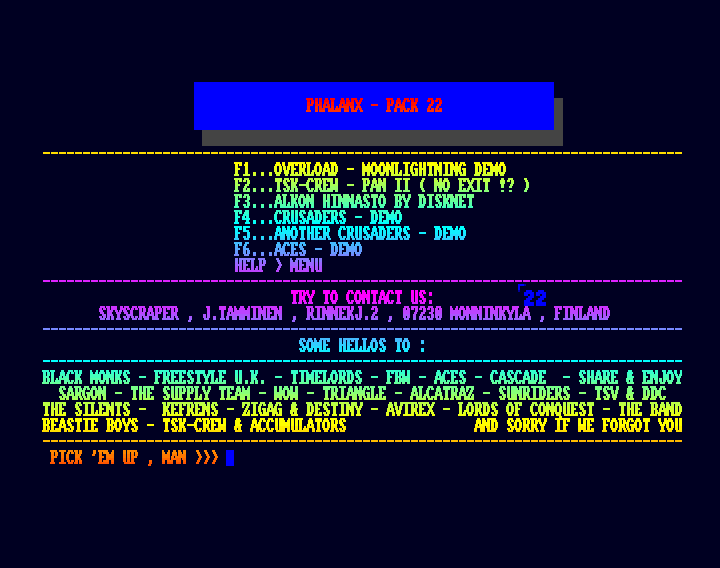 PHALANX - PACK 22
F1...OVERLOAD - MOONLIGHTNING DEMO
F2...TSK-CREW - PAN II ( NO EXIT !? )
F3...ALKON HINNASTO BY DISKNET
F4...CRUSADERS - DEMO
F5...ANOTHER CRUSADERS - DEMO
F6...ACES - DEMO
HELP > MENU
TRY TO CONTACT US:
22
SKYSCRAPER , J.TAMMINEN , RINNEKJ.2 , 07230 MONNINKYLA , FINLAND
SOME HELLOS TO :
BLACK MONKS - FREESTYLE U.K. - TIMELORDS - FBW - ACES - CASCADE - SHARE & ENJOY
SARGON - THE SUPPLY TEAM - WOW - TRIANGLE - ALCATRAZ - SUNRIDERS - TSV & DDC
THE SILENTS - KEFRENS - ZIGAG & DESTINY - AVIREX - LORDS OF CONQUEST - THE BAND
BEASTIE BOYS - TSK-CREW & ACCUMULATORS AND SORRY IF WE FORGOT YOU
PICK 'EM UP , MAN >>>